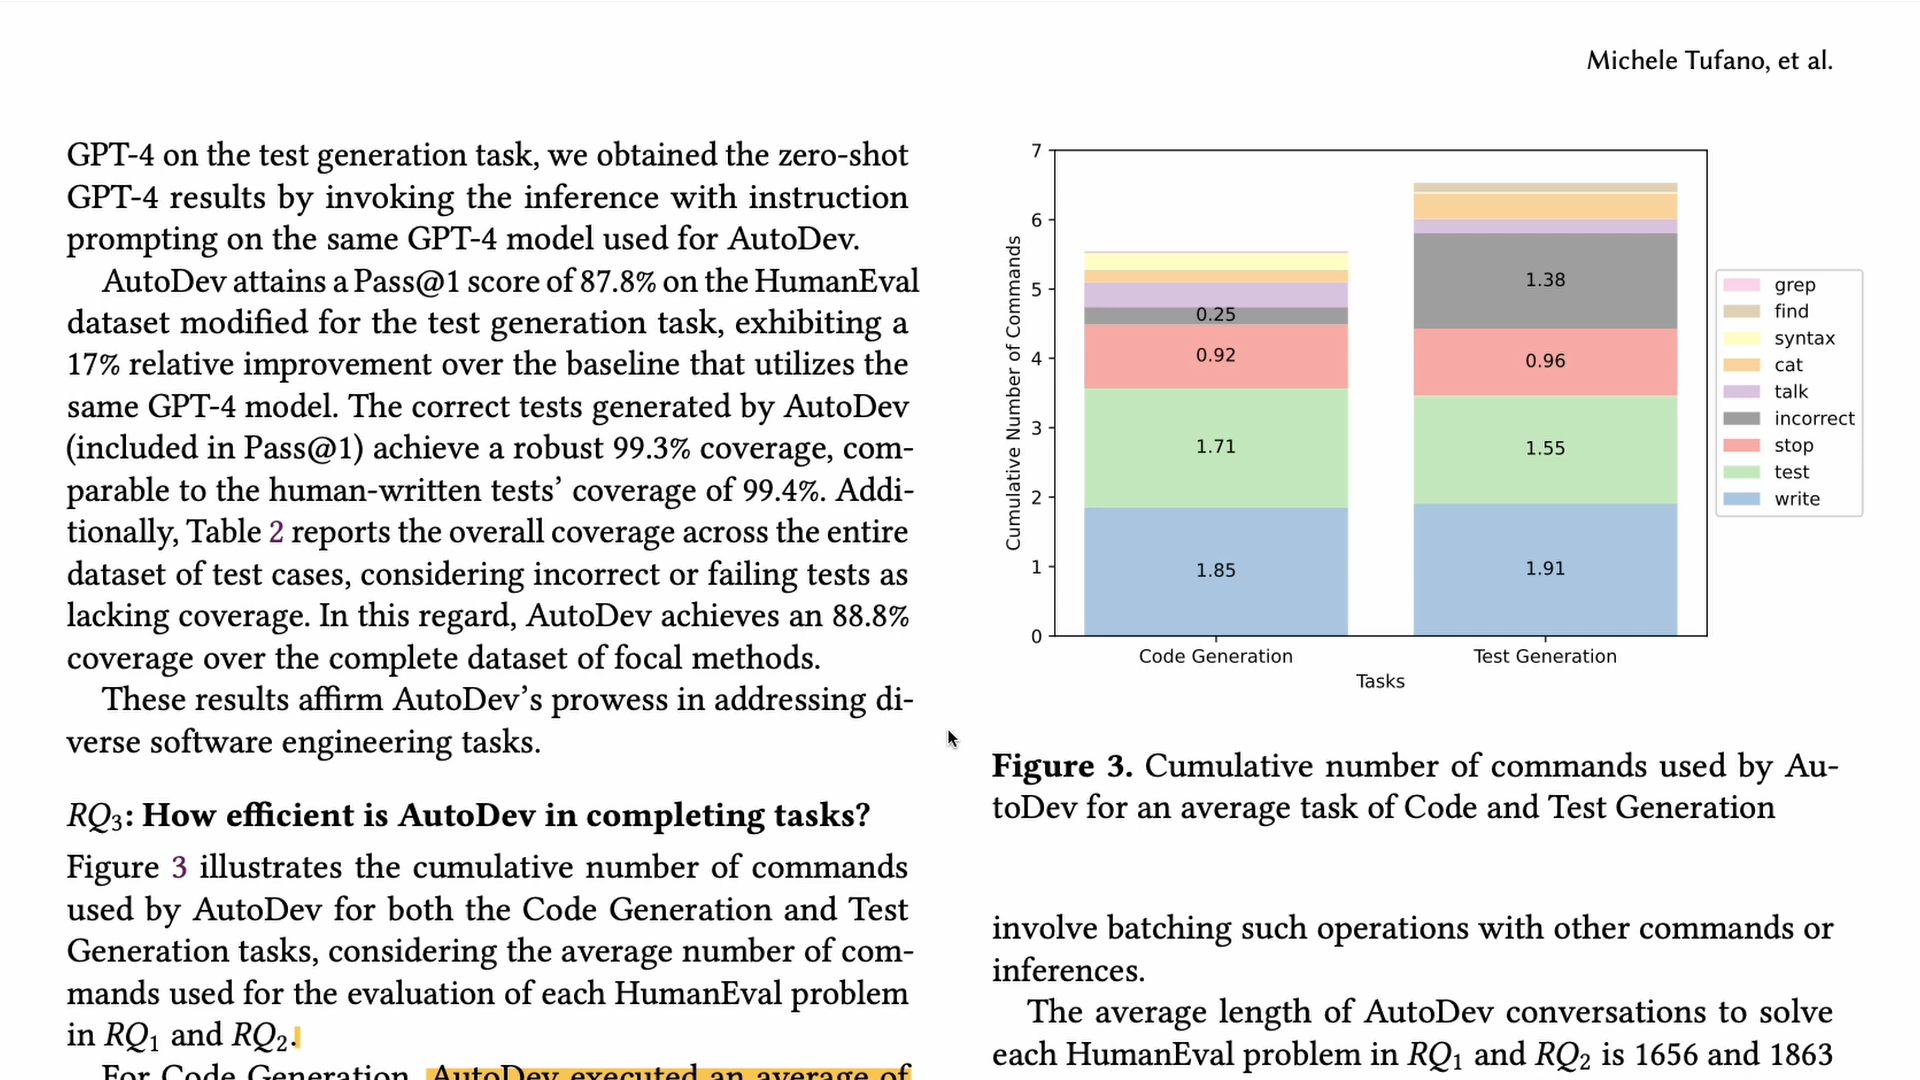 Michele Tufano, et al.
GPT-4 on the test generation task, we obtained the zero-shot
GPT-4 results by invoking the inference with instruction
prompting on the same GPT-4 model used for AutoDev.
AutoDev attains a Pass@1 score of 87.8% on the HumanEval
dataset modified for the test generation task, exhibiting a
17% relative improvement over the baseline that utilizes the
same GPT-4 model. The correct tests generated by AutoDev
(included in Pass@1) achieve a robust 99.3% coverage, com-
parable to the human-written tests’ coverage of 99.4%. Addi-
tionally, Table 2 reports the overall coverage across the entire
dataset of test cases, considering incorrect or failing tests as
lacking coverage. In this regard, AutoDev achieves an 88.8%
coverage over the complete dataset of focal methods.
These results affirm AutoDev’s prowess in addressing di-
verse software engineering tasks.
RQ3: How efficient is AutoDev in completing tasks?
Figure 3 illustrates the cumulative number of commands
used by AutoDev for both the Code Generation and Test
Generation tasks, considering the average number of com-
mands used for the evaluation of each HumanEval problem
in RQ1 and RQ2.
For Code Generation, AutoDev executed an average of
Cumulative Number of Commands
7
6
5
4
3
2
1
0
0.25
0.92
1.71
1.85
1.38
0.96
1.55
1.91
Code Generation
Test Generation
Tasks
grep
find
syntax
cat
talk
incorrect
stop
test
write
Figure 3. Cumulative number of commands used by Au-
toDev for an average task of Code and Test Generation
involve batching such operations with other commands or
inferences.
The average length of AutoDev conversations to solve
each HumanEval problem in RQ1 and RQ2 is 1656 and 1863